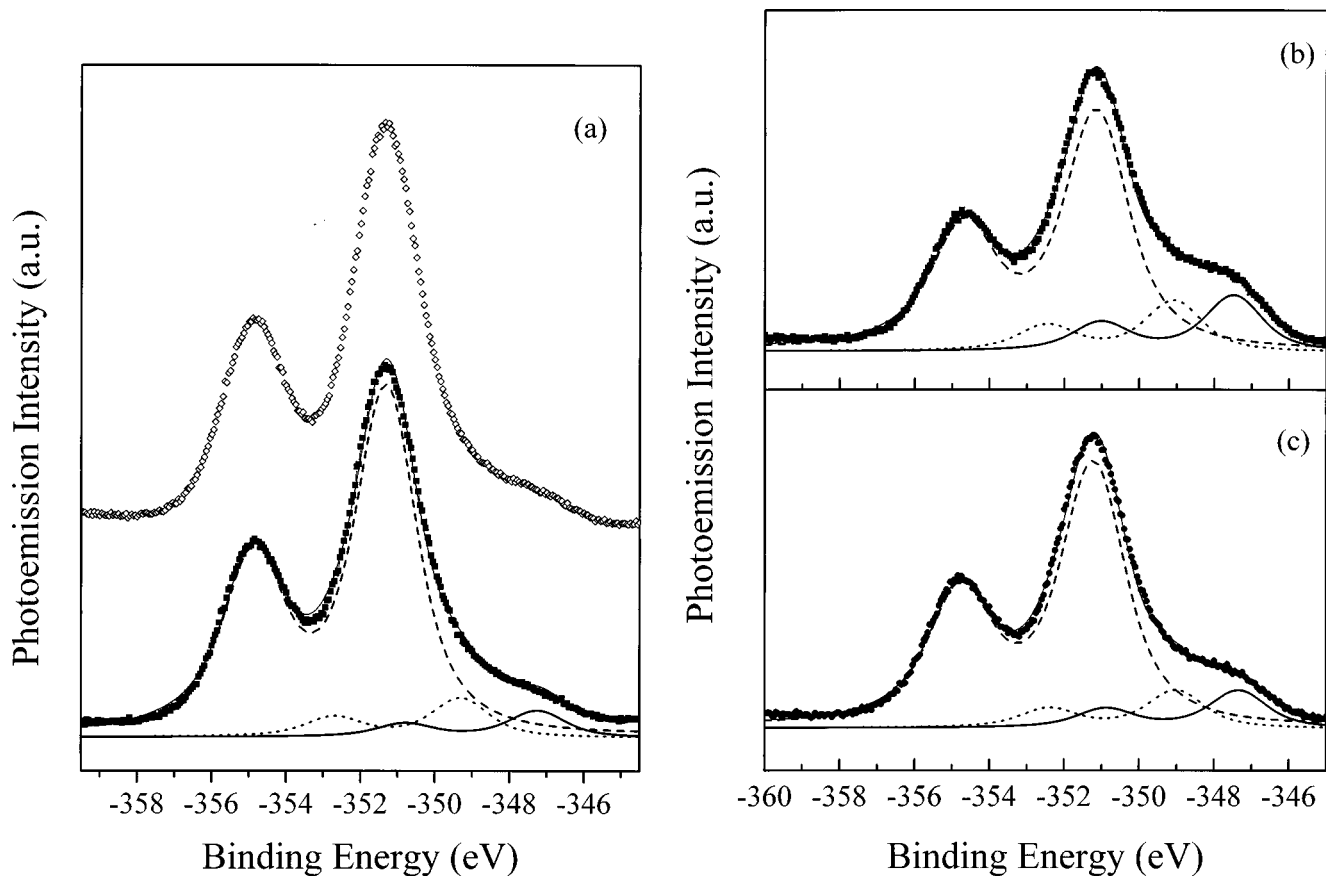 Photoemission Intensity (a.u.)
(a)
-358 -356 -354 -352 -350 -348 -346
Binding Energy (eV)
Photoemission Intensity (a.u.)
(b)
(c)
-360 -358 -356 -354 -352 -350 -348 -346
Binding Energy (eV)